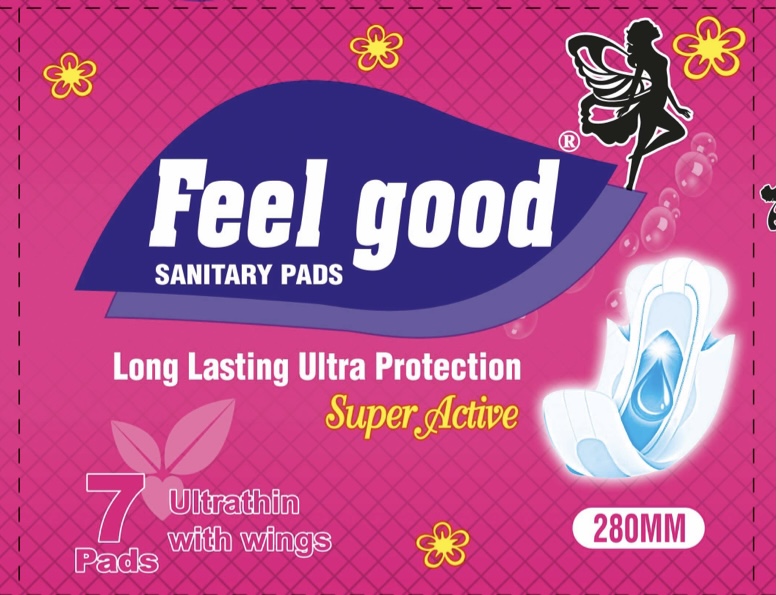 Feel good®
SANITARY PADS
Long Lasting Ultra Protection
Super Active
7
Pads
Ultrathin
with wings
280MM